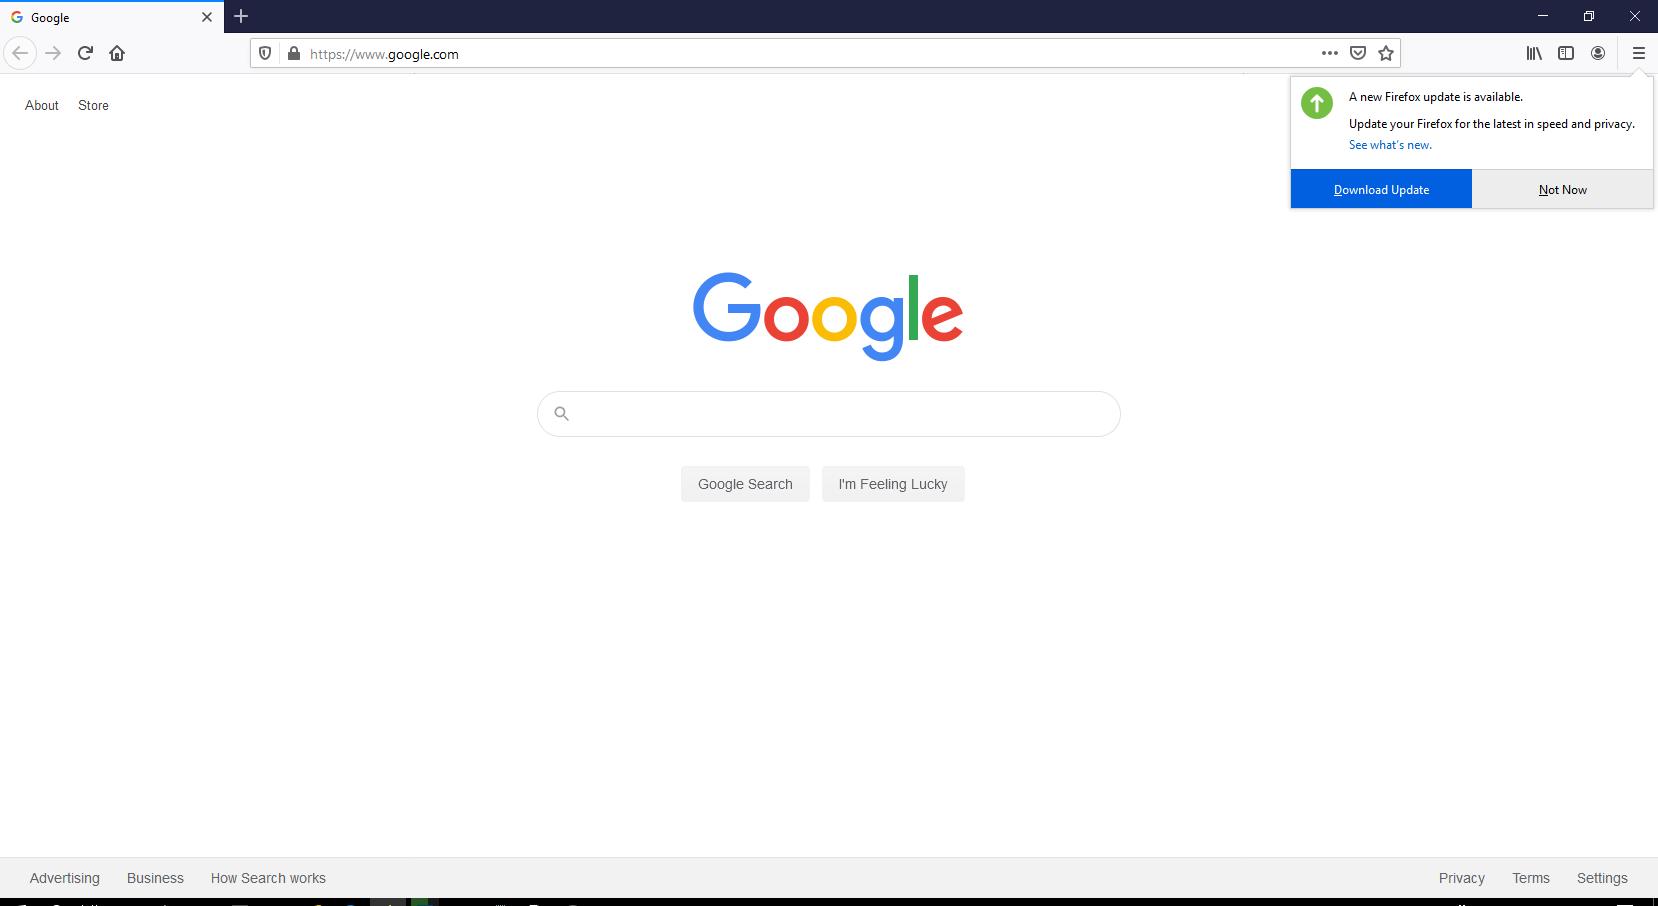 Google
https://www.google.com
About Store
A new Firefox update is available.
Update your Firefox for the latest in speed and privacy.
See what's new.
Download Update
Not Now
Google
Google Search
I'm Feeling Lucky
Advertising Business How Search works
Privacy Terms Settings